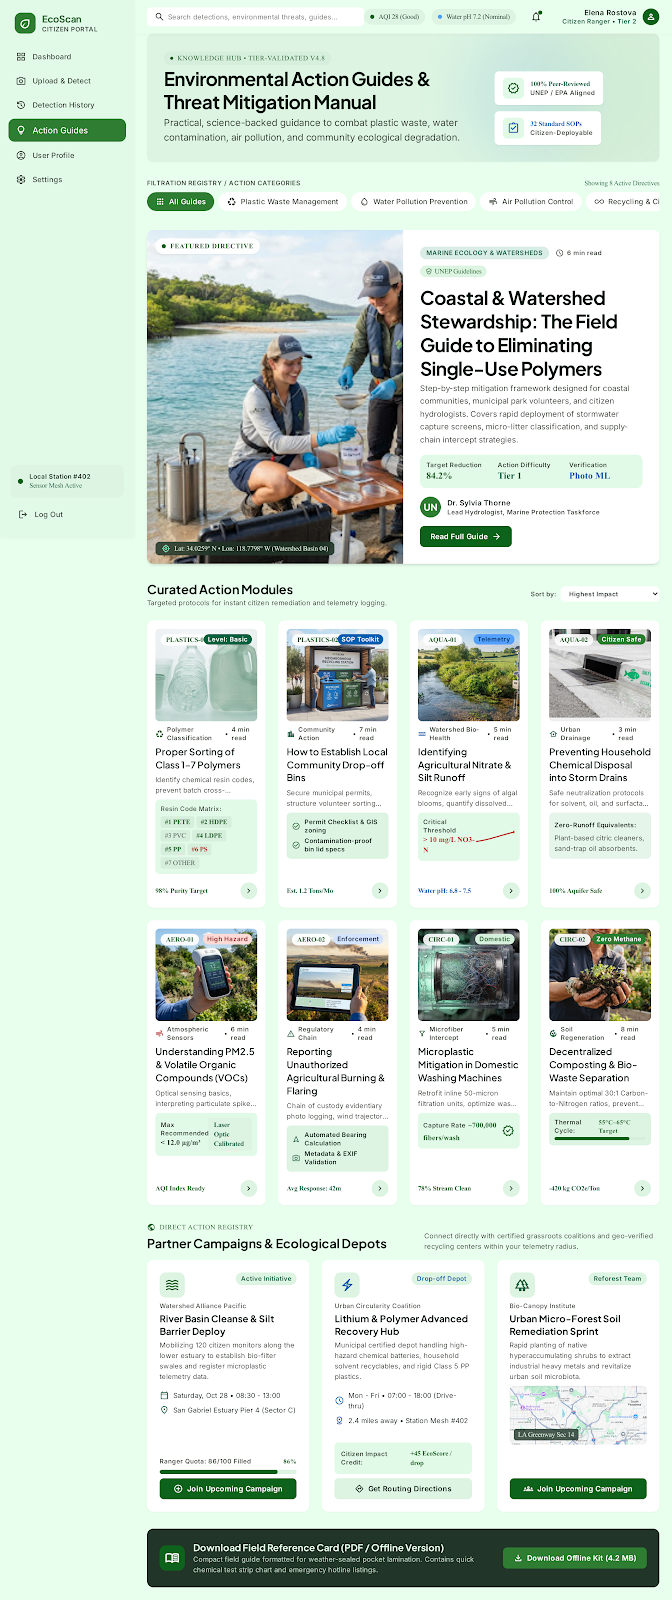 EcoScan
CITIZEN PORTAL
Dashboard
Upload & Detect
Detection History
Action Guides
User Profile
Settings
Local Station #402
Sensor Mesh Active
Log Out
Search detections, environmental threats, guides...
AQI 28 (Good)
Water pH 7.2 (Nominal)
Elena Rostova
Citizen Ranger • Tier 2
KNOWLEDGE HUB • TIER-VALIDATED V4.8
Environmental Action Guides &
Threat Mitigation Manual
Practical, science-backed guidance to combat plastic waste, water
contamination, air pollution, and community ecological degradation.
100% Peer-Reviewed
UNEP / EPA Aligned
32 Standard SOPs
Citizen-Deployable
FILTRATION REGISTRY / ACTION CATEGORIES
Showing 8 Active Directives
All Guides
Plastic Waste Management
Water Pollution Prevention
Air Pollution Control
Recycling & Ci
FEATURED DIRECTIVE
Lat: 34.0259° N • Lon: 118.7798° W (Watershed Basin 04)
MARINE ECOLOGY & WATERSHEDS
6 min read
UNEP Guidelines
Coastal & Watershed
Stewardship: The Field
Guide to Eliminating
Single-Use Polymers
Step-by-step mitigation framework designed for coastal
communities, municipal park volunteers, and citizen
hydrologists. Covers rapid deployment of stormwater
capture screens, micro-litter classification, and supply-
chain intercept strategies.
Target Reduction
84.2%
Action Difficulty
Tier 1
Verification
Photo ML
UN
Dr. Sylvia Thorne
Lead Hydrologist, Marine Protection Taskforce
Read Full Guide
Curated Action Modules
Targeted protocols for instant citizen remediation and telemetry logging.
Sort by:
Highest Impact
PLASTICS-0
Level: Basic
Polymer
Classification
• 4 min
read
Proper Sorting of
Class 1-7 Polymers
Identify chemical resin codes,
prevent batch cross-...
Resin Code Matrix:
#1 PETE
#2 HDPE
#3 PVC
#4 LDPE
#5 PP
#6 PS
#7 OTHER
98% Purity Target
PLASTICS-02
SOP Toolkit
NEIGHBORHOOD
RECYCLING STATION
Community
Action
• 7 min
read
How to Establish Local
Community Drop-off
Bins
Secure municipal permits,
structure volunteer sorting...
Permit Checklist & GIS
zoning
Contamination-proof
bin lid specs
Est. 1.2 Tons/Mo
AQUA-01
Telemetry
Watershed Bio-
Health
• 5 min
read
Identifying
Agricultural Nitrate &
Silt Runoff
Recognize early signs of algal
blooms, quantify dissolved...
Critical
Threshold
> 10 mg/L NO3-
N
Water pH: 6.8 - 7.5
AQUA-02
Citizen Safe
Urban
Drainage
• 3 min
read
Preventing Household
Chemical Disposal
into Storm Drains
Safe neutralization protocols
for solvent, oil, and surfacta...
Zero-Runoff Equivalents:
Plant-based citric cleaners,
sand-trap oil absorbents.
100% Aquifer Safe
AERO-01
High Hazard
Atmospheric
Sensors
• 6 min
read
Understanding PM2.5
& Volatile Organic
Compounds (VOCs)
Optical sensing basics,
interpreting particulate spike...
Max
Recommended
< 12.0 µg/m³
Laser
Optic
Calibrated
AQI Index Ready
AERO-02
Enforcement
Regulatory
Chain
• 4 min
read
Reporting
Unauthorized
Agricultural Burning &
Flaring
Chain of custody evidentiary
photo logging, wind trajector...
Automated Bearing
Calculation
Metadata & EXIF
Validation
Avg Response: 42m
CIRC-01
Domestic
Microfiber
Intercept
• 5 min
read
Microplastic
Mitigation in Domestic
Washing Machines
Retrofit inline 50-micron
filtration units, optimize was...
Capture Rate ~700,000
fibers/wash
78% Stream Clean
CIRC-02
Zero Methane
Soil
Regeneration
• 8 min
read
Decentralized
Composting & Bio-
Waste Separation
Maintain optimal 30:1 Carbon-
to-Nitrogen ratios, prevent...
Thermal
Cycle:
55°C-65°C
Target
-420 kg CO2e/Ton
DIRECT ACTION REGISTRY
Partner Campaigns & Ecological Depots
Connect directly with certified grassroots coalitions and geo-verified
recycling centers within your telemetry radius.
Active Initiative
Watershed Alliance Pacific
River Basin Cleanse & Silt
Barrier Deploy
Mobilizing 120 citizen monitors along the
lower estuary to establish bio-filter
swales and register microplastic
telemetry data.
Saturday, Oct 28 • 08:30 - 13:00
San Gabriel Estuary Pier 4 (Sector C)
Ranger Quota: 86/100 Filled
86%
Join Upcoming Campaign
Drop-off Depot
Urban Circularity Coalition
Lithium & Polymer Advanced
Recovery Hub
Municipal certified depot handling high-
hazard chemical batteries, household
solvent recyclables, and rigid Class 5 PP
plastics.
Mon - Fri • 07:00 - 18:00 (Drive-
thru)
2.4 miles away • Station Mesh #402
Citizen Impact
Credit:
+45 EcoScore /
drop
Get Routing Directions
Reforest Team
Bio-Canopy Institute
Urban Micro-Forest Soil
Remediation Sprint
Rapid planting of native
hyperaccumulating shrubs to extract
industrial heavy metals and revitalize
urban soil microbiota.
LA Greenway Sec 14
Join Upcoming Campaign
Download Field Reference Card (PDF / Offline Version)
Compact field guide formatted for weather-sealed pocket lamination. Contains quick
chemical test strip chart and emergency hotline listings.
Download Offline Kit (4.2 MB)